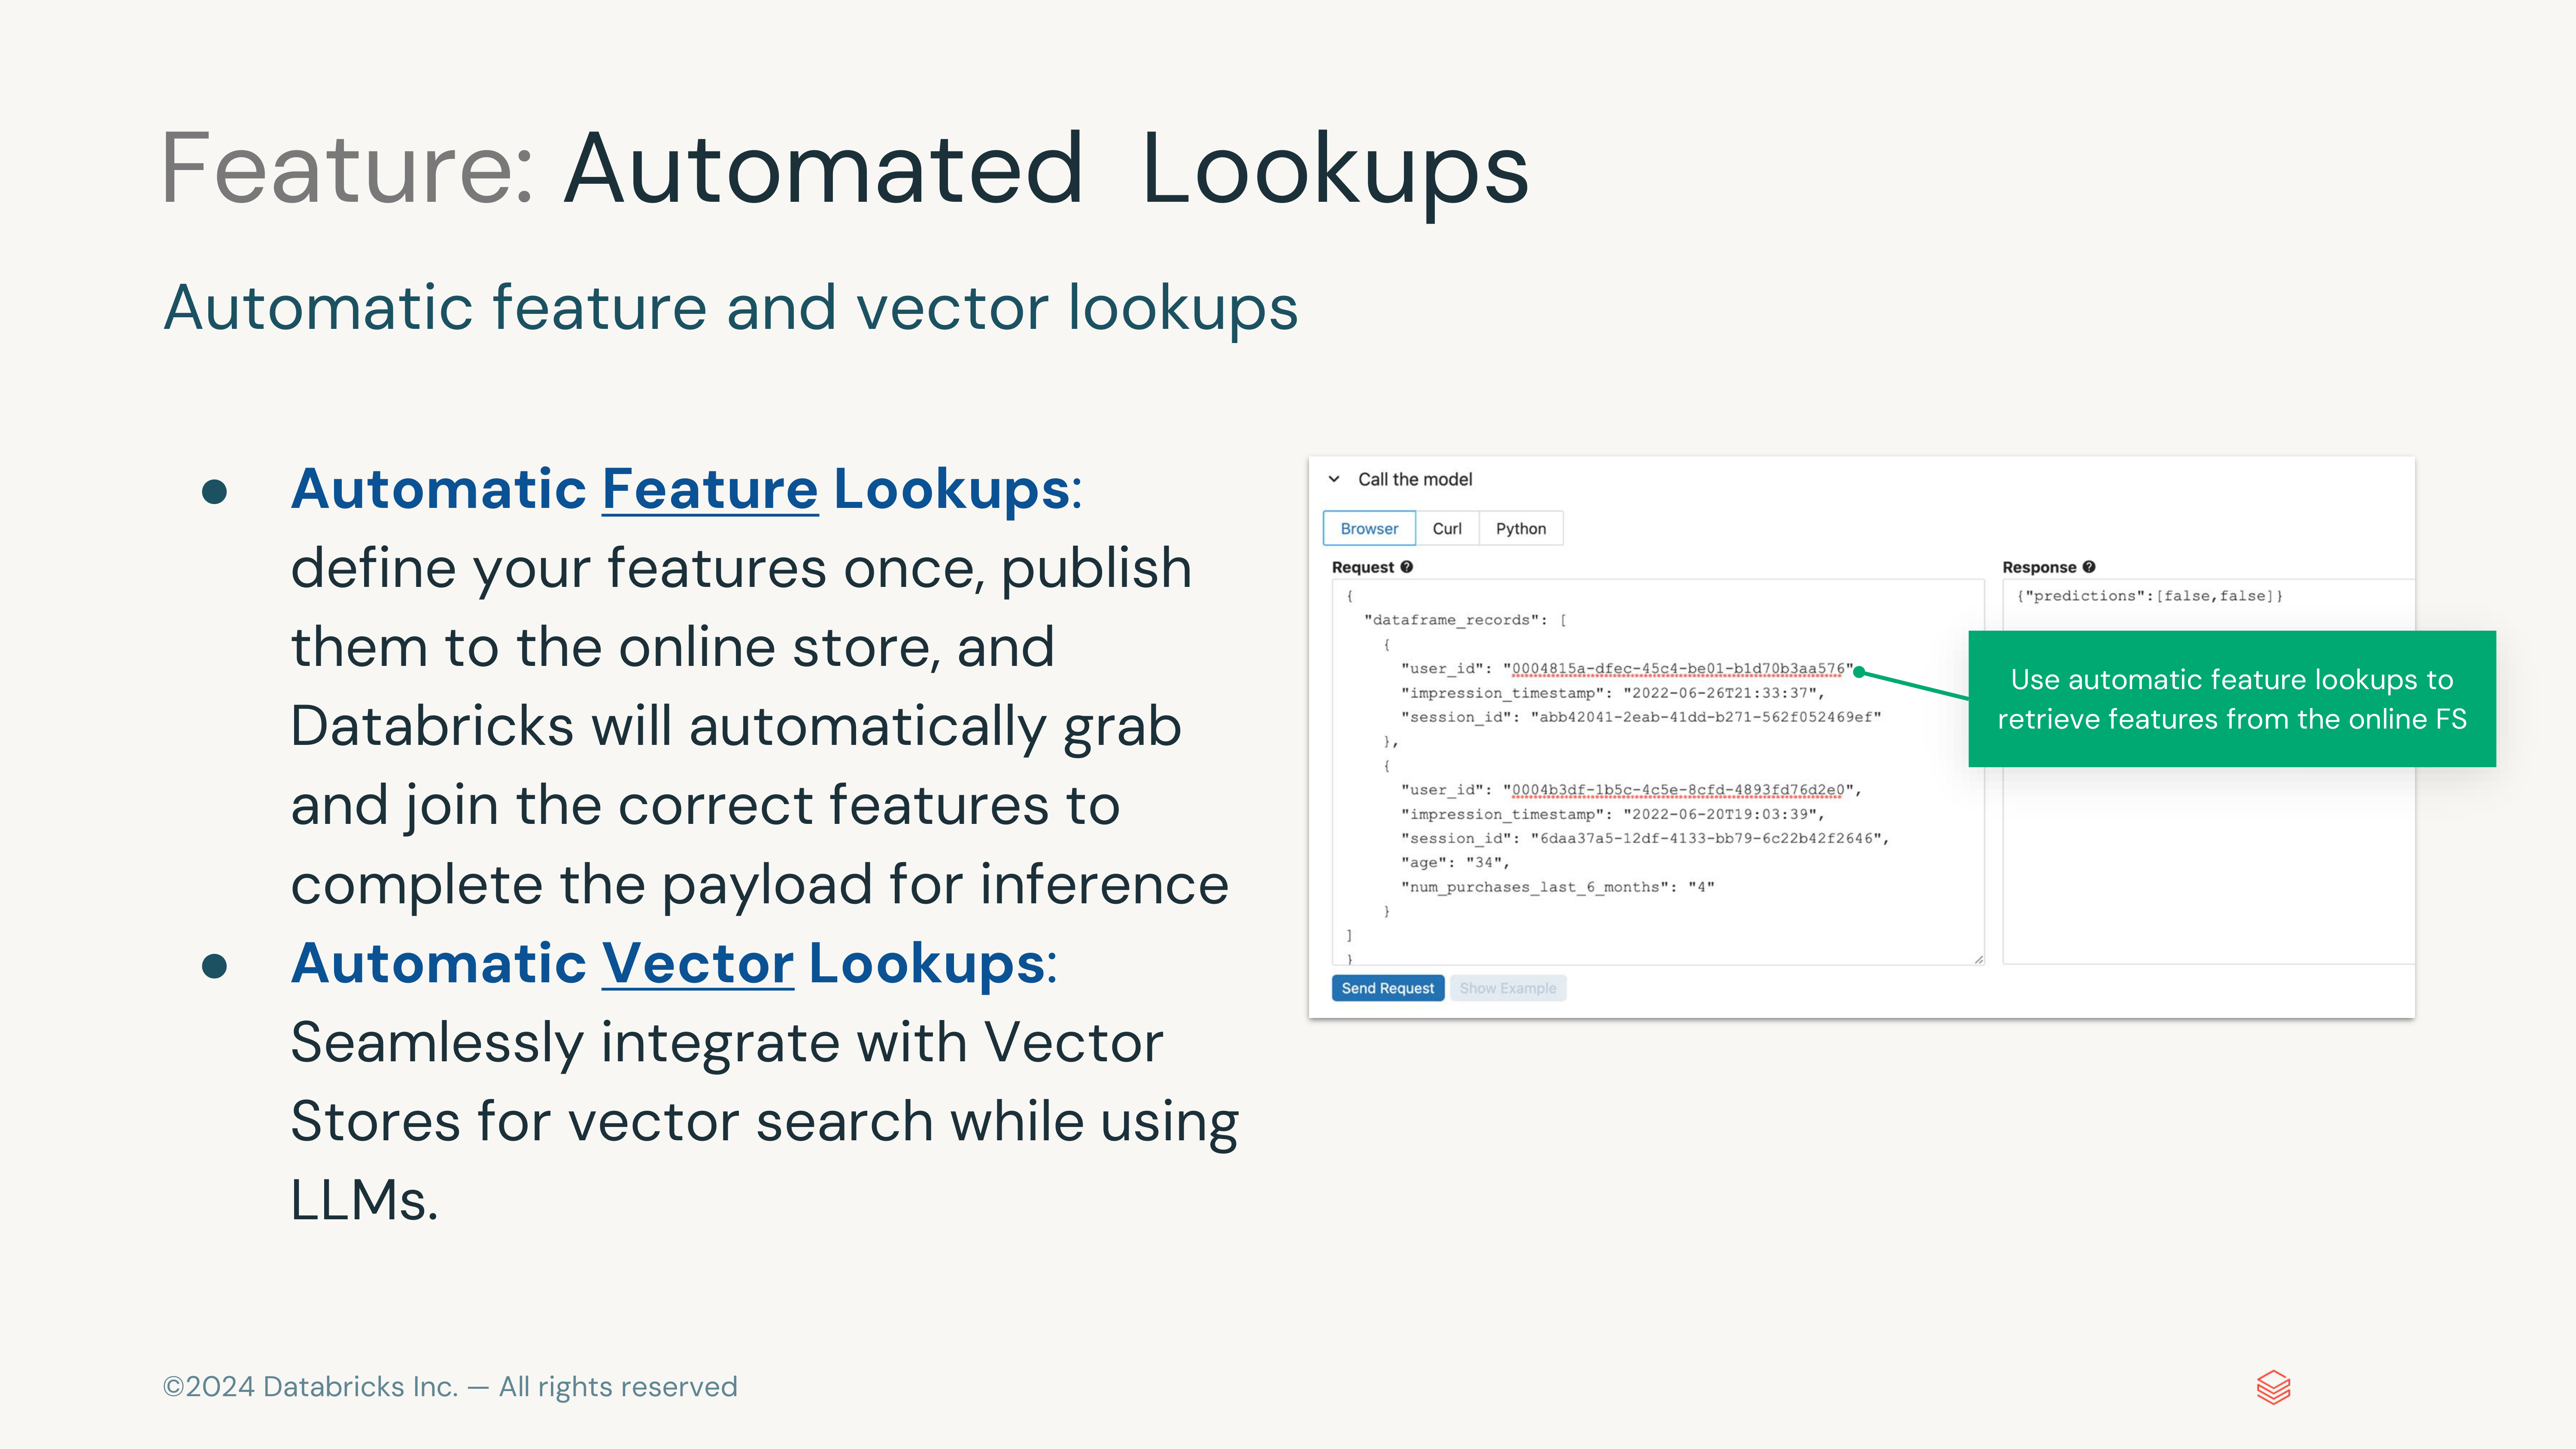 Feature: Automated Lookups
Automatic feature and vector lookups
● Automatic Feature Lookups:
define your features once, publish
them to the online store, and
Databricks will automatically grab
and join the correct features to
complete the payload for inference
● Automatic Vector Lookups:
Seamlessly integrate with Vector
Stores for vector search while using
LLMs.
Call the model
Browser Curl Python
Request
{
"dataframe_records": [
{
"user_id": "0004815a-dfec-45c4-be01-b1d70b3aa576",
"impression_timestamp": "2022-06-26T21:33:37",
"session_id": "abb42041-2eab-41dd-b271-562f052469ef"
},
{
"user_id": "0004b3df-1b5c-4c5e-8cfd-4893fd76d2e0",
"impression_timestamp": "2022-06-20T19:03:39",
"session_id": "6daa37a5-12df-4133-bb79-6c22b42f2646",
"age": "34",
"num_purchases_last_6_months": "4"
}
]
}
Send Request Show Example
Response
{"predictions":[false,false]}
Use automatic feature lookups to
retrieve features from the online FS
©2024 Databricks Inc. — All rights reserved